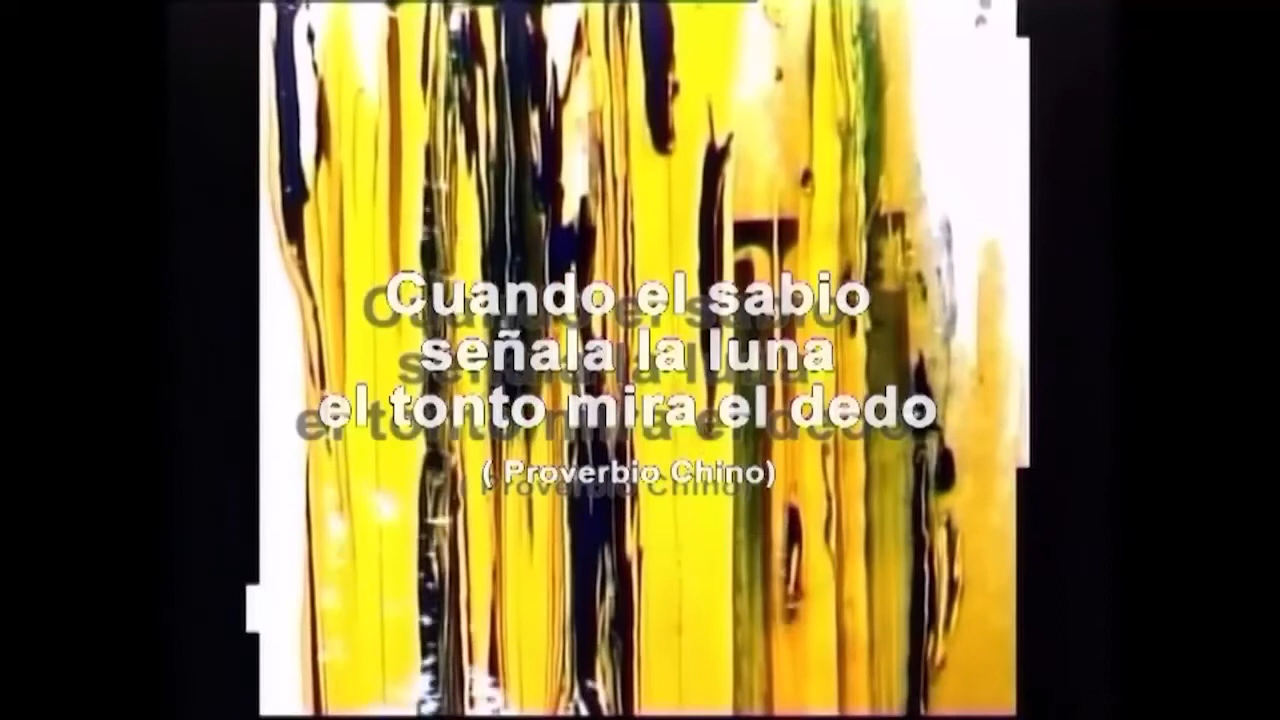 Cuando el sabio
señala la luna
el tonto mira el dedo
( Proverbio Chino)